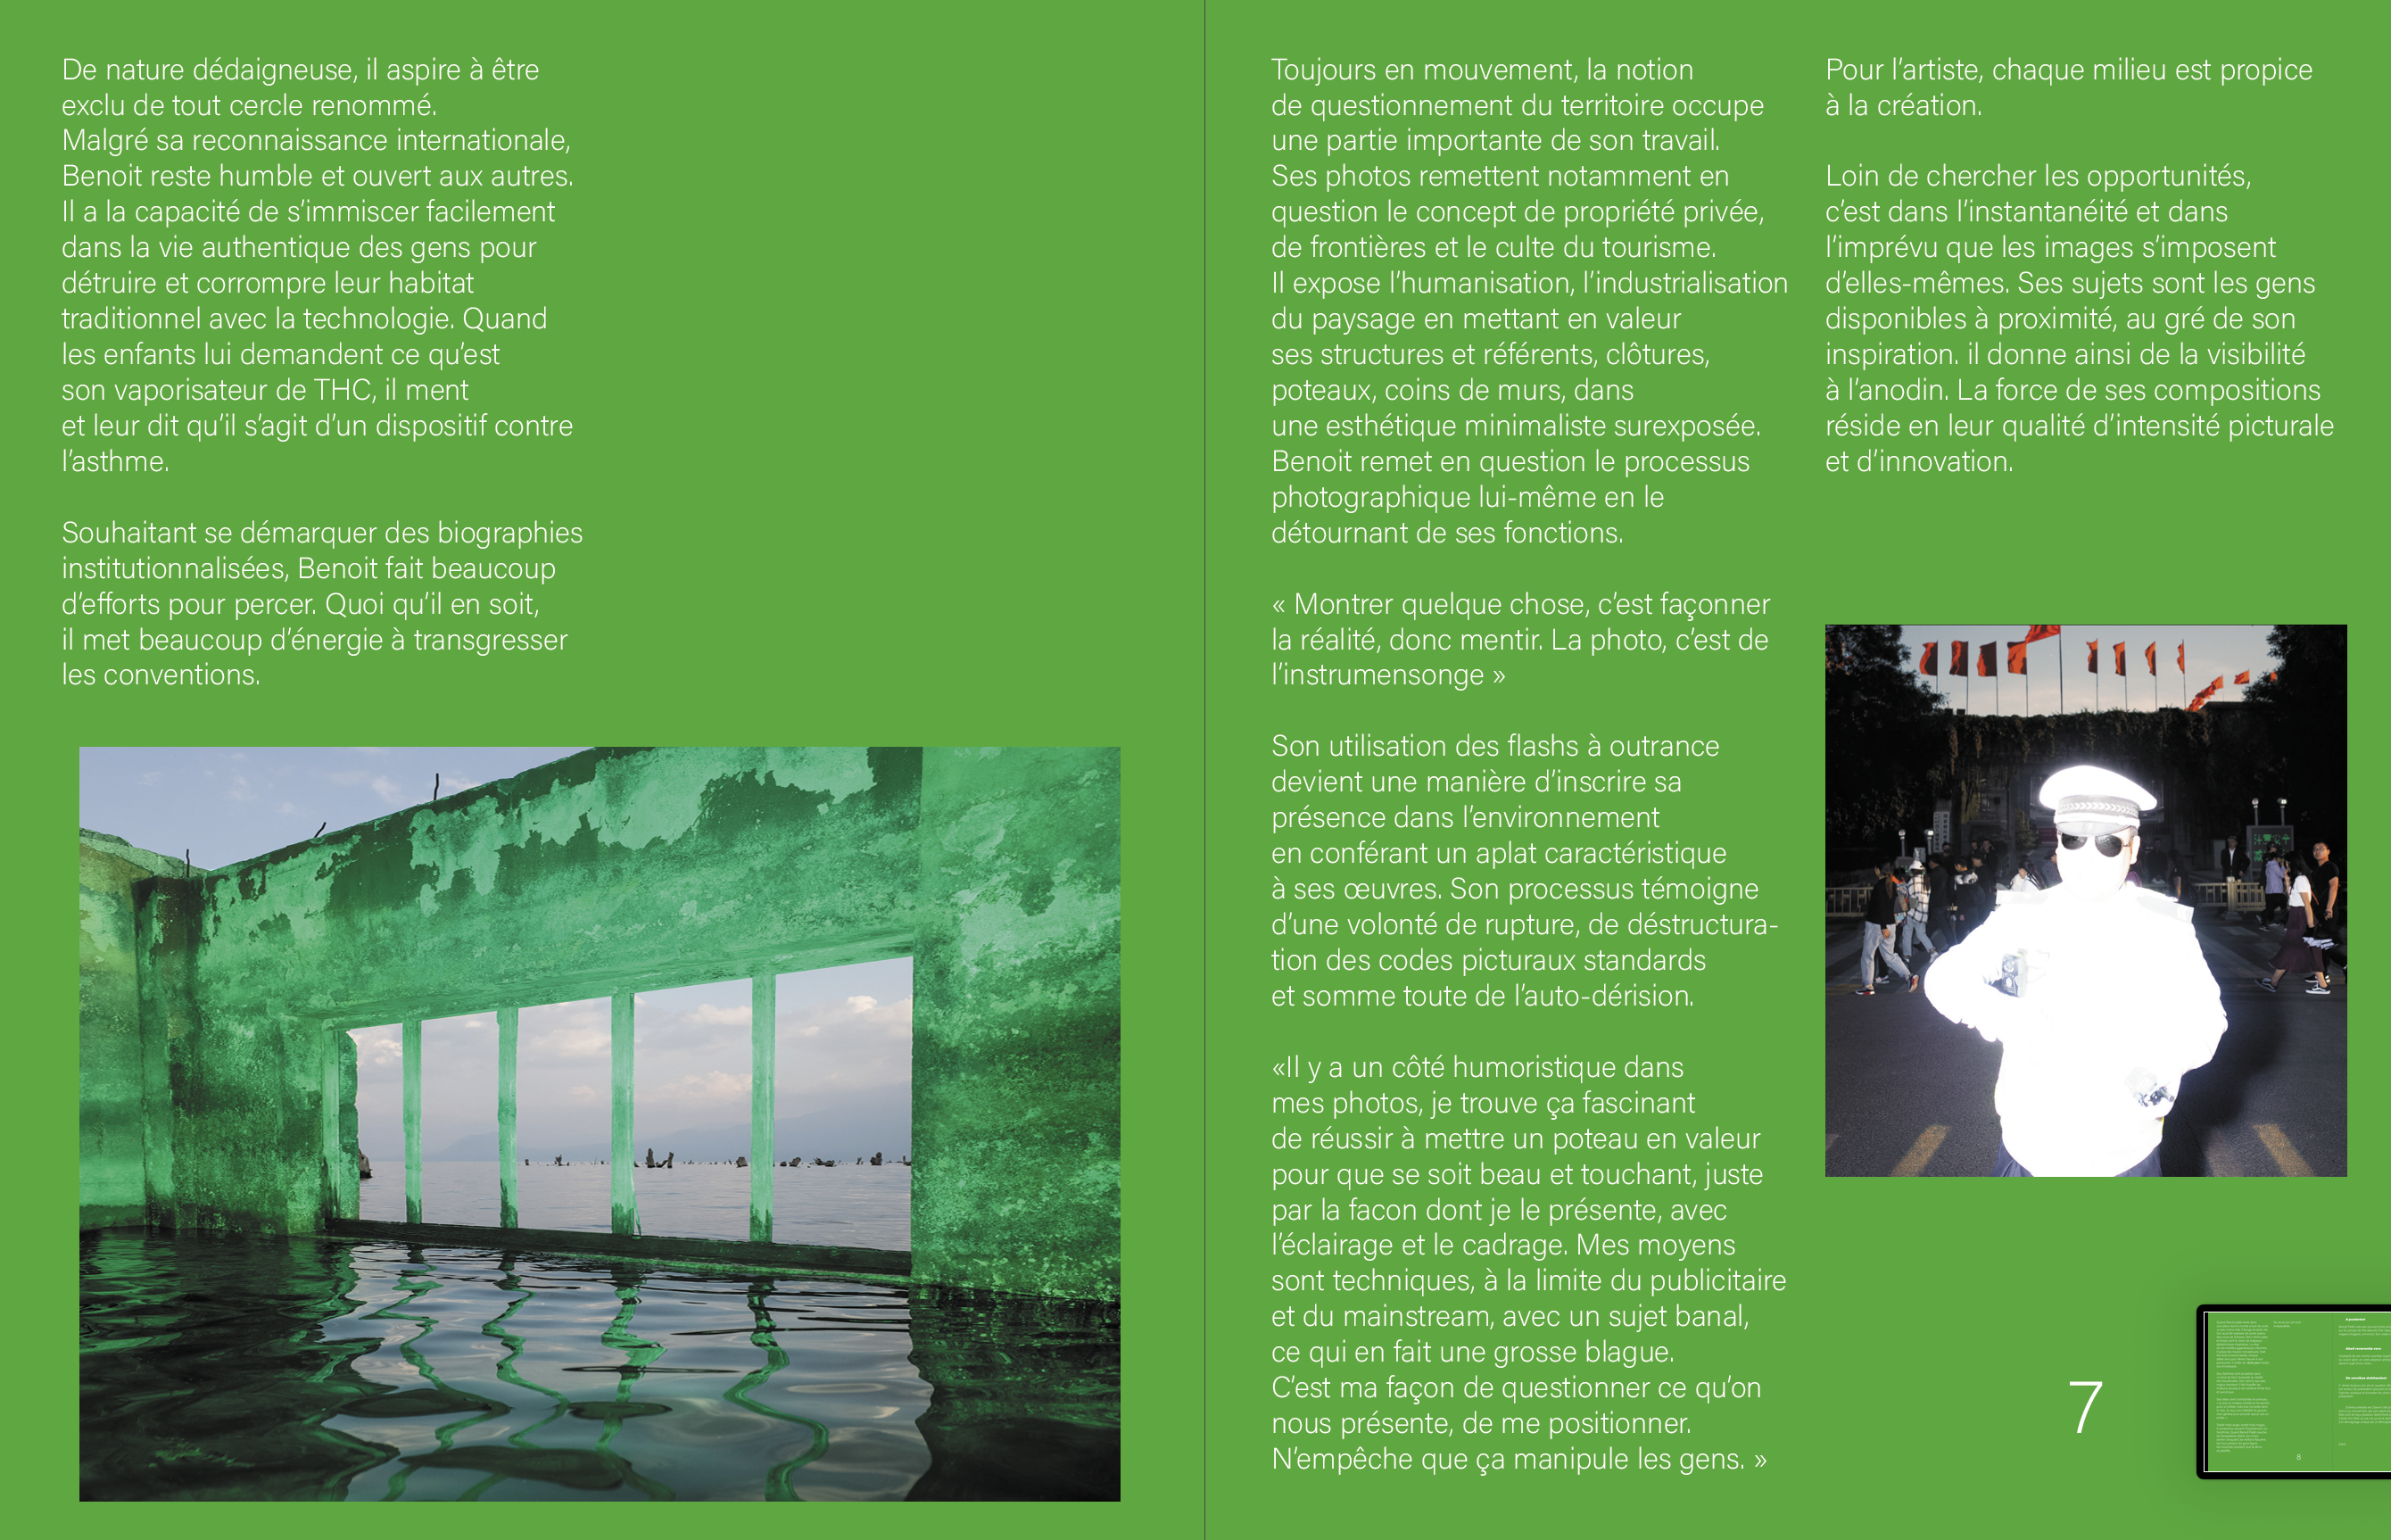 De nature dédaigneuse, il aspire à être
exclu de tout cercle renommé.
Malgré sa reconnaissance internationale,
Benoit reste humble et ouvert aux autres.
Il a la capacité de s’immiscer facilement
dans la vie authentique des gens pour
détruire et corrompre leur habitat
traditionnel avec la technologie. Quand
les enfants lui demandent ce qu’est
son vaporisateur de THC, il ment
et leur dit qu’il s’agit d’un dispositif contre
l’asthme.
Souhaitant se démarquer des biographies
institutionnalisées, Benoit fait beaucoup
d’efforts pour percer. Quoi qu’il en soit,
il met beaucoup d’énergie à transgresser
les conventions.
Toujours en mouvement, la notion
de questionnement du territoire occupe
une partie importante de son travail.
Ses photos remettent notamment en
question le concept de propriété privée,
de frontières et le culte du tourisme.
Il expose l’humanisation, l’industrialisation
du paysage en mettant en valeur
ses structures et référents, clôtures,
poteaux, coins de murs, dans
une esthétique minimaliste surexposée.
Benoit remet en question le processus
photographique lui-même en le
détournant de ses fonctions.
« Montrer quelque chose, c’est façonner
la réalité, donc mentir. La photo, c’est de
l’instrumensonge »
Son utilisation des flashs à outrance
devient une manière d’inscrire sa
présence dans l’environnement
en conférant un aplat caractéristique
à ses œuvres. Son processus témoigne
d’une volonté de rupture, de déstructura-
tion des codes picturaux standards
et somme toute de l’auto-dérision.
«Il y a un côté humoristique dans
mes photos, je trouve ça fascinant
de réussir à mettre un poteau en valeur
pour que se soit beau et touchant, juste
par la facon dont je le présente, avec
l’éclairage et le cadrage. Mes moyens
sont techniques, à la limite du publicitaire
et du mainstream, avec un sujet banal,
ce qui en fait une grosse blague.
C’est ma façon de questionner ce qu’on
nous présente, de me positionner.
N’empêche que ça manipule les gens. »
Pour l’artiste, chaque milieu est propice
à la création.
Loin de chercher les opportunités,
c’est dans l’instantanéité et dans
l’imprévu que les images s’imposent
d’elles-mêmes. Ses sujets sont les gens
disponibles à proximité, au gré de son
inspiration. il donne ainsi de la visibilité
à l’anodin. La force de ses compositions
réside en leur qualité d’intensité picturale
et d’innovation.
7
8